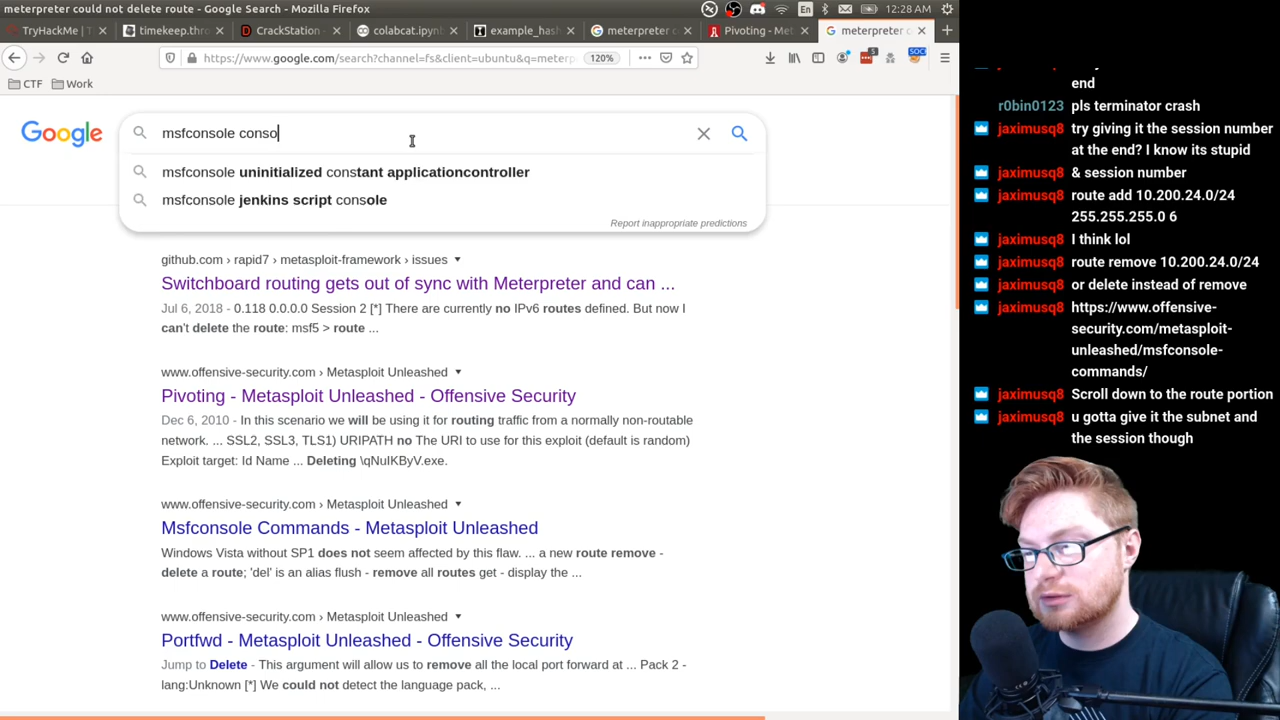 meterpreter could not delete route - Google Search - Mozilla Firefox
En
12:28 AM
TryHackMe | T
timekeep.thro
CrackStation -
colabcat.ipynb
example_hash
meterpreter c
Pivoting - Met
meterpreter c
https://www.google.com/search?channel=fs&client=ubuntu&q=meterp
120%
5
SOC
CTF
Work
Google
msfconsole conso
msfconsole uninitialized constant applicationcontroller
msfconsole jenkins script console
Report inappropriate predictions
github.com › rapid7 › metasploit-framework › issues
Switchboard routing gets out of sync with Meterpreter and can ...
Jul 6, 2018 - 0.118 0.0.0.0 Session 2 [*] There are currently no IPv6 routes defined. But now I
can't delete the route: msf5 > route ...
www.offensive-security.com › Metasploit Unleashed
Pivoting - Metasploit Unleashed - Offensive Security
Dec 6, 2010 - In this scenario we will be using it for routing traffic from a normally non-routable
network. ... SSL2, SSL3, TLS1) URIPATH no The URI to use for this exploit (default is random)
Exploit target: Id Name ... Deleting \qNuIKByV.exe.
www.offensive-security.com › Metasploit Unleashed
Msfconsole Commands - Metasploit Unleashed
Windows Vista without SP1 does not seem affected by this flaw. ... a new route remove -
delete a route; 'del' is an alias flush - remove all routes get - display the ...
www.offensive-security.com › Metasploit Unleashed
Portfwd - Metasploit Unleashed - Offensive Security
Jump to Delete - This argument will allow us to remove all the local port forward at ... Pack 2 -
lang:Unknown [*] We could not detect the language pack, ...
end
r0bin0123 pls terminator crash
jaximusq8 try giving it the session number
at the end? I know its stupid
jaximusq8 & session number
jaximusq8 route add 10.200.24.0/24
255.255.255.0 6
jaximusq8 I think lol
jaximusq8 route remove 10.200.24.0/24
jaximusq8 or delete instead of remove
jaximusq8 https://www.offensive-
security.com/metasploit-
unleashed/msfconsole-
commands/
jaximusq8 Scroll down to the route portion
jaximusq8 u gotta give it the subnet and
the session though